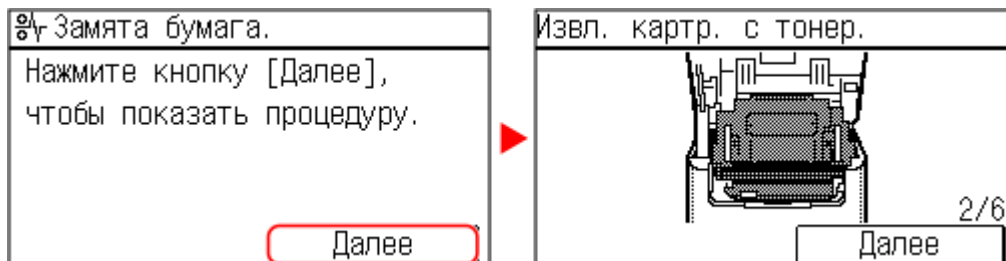 Замята бумага.
Нажмите кнопку [Далее],
чтобы показать процедуру.
Далее
Извл. картр. с тонер.
2/6
Далее